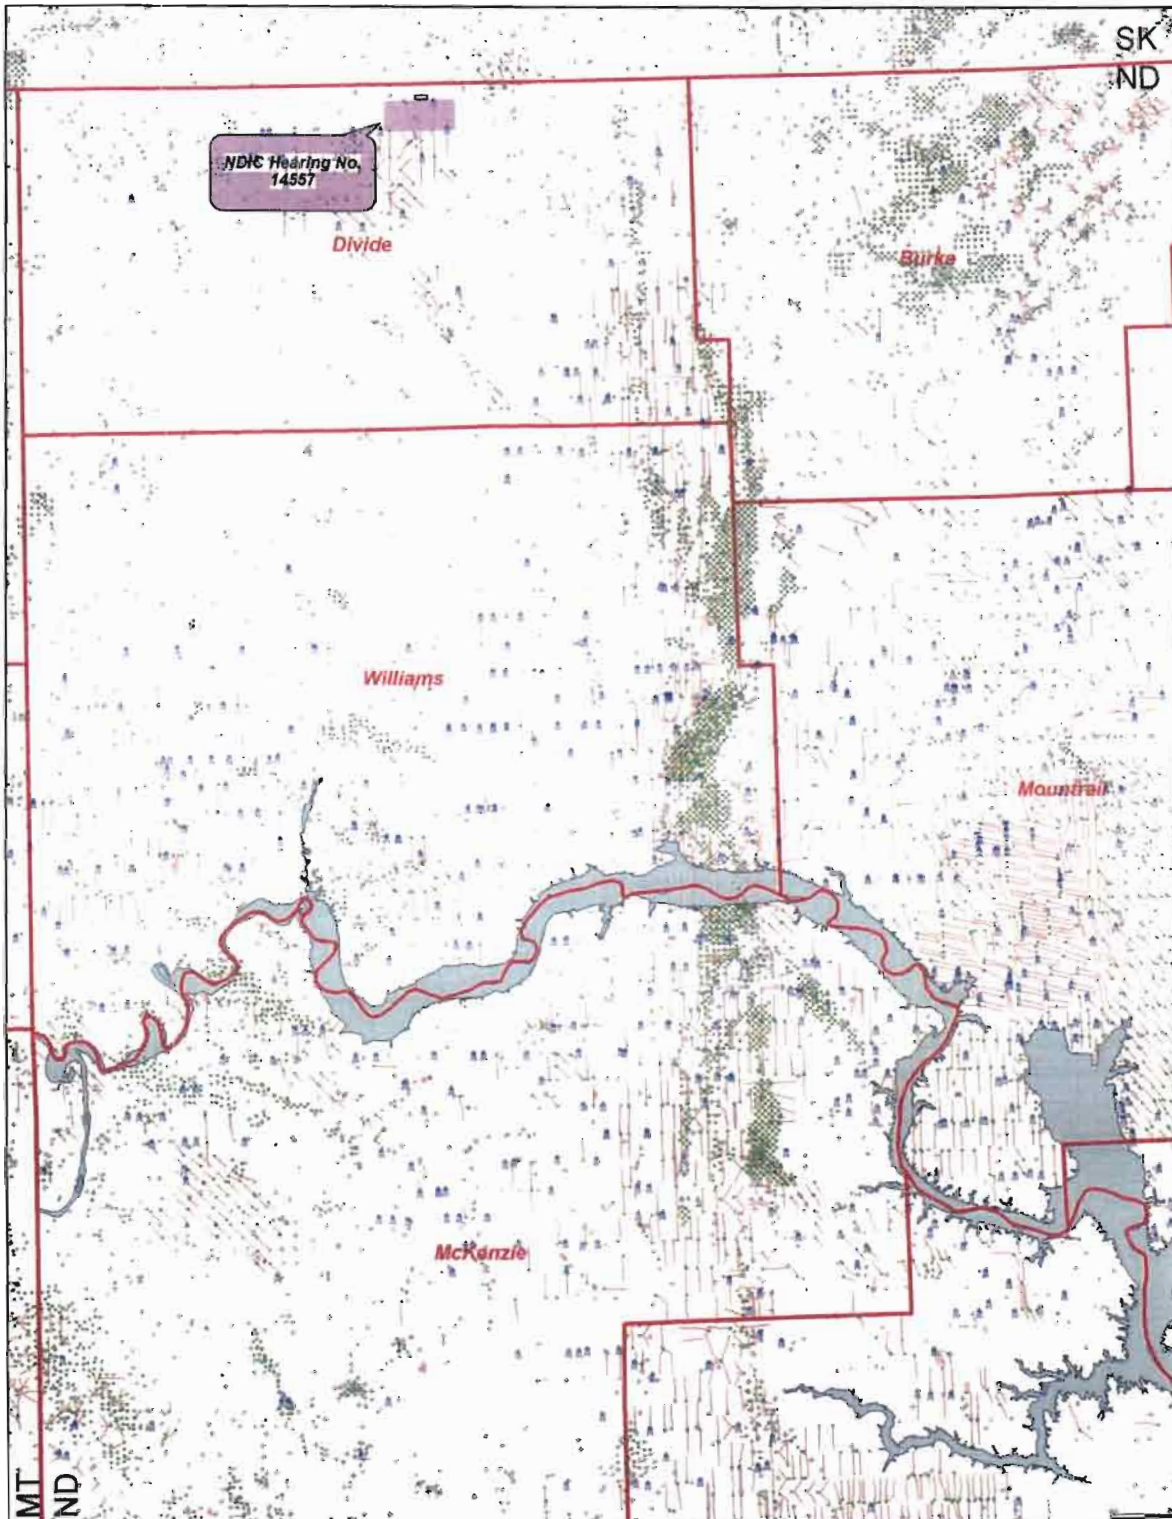 SK
ND
NDIC Hearing No.
14557
Divide
Burke
Williams
Mountrail
McKenzie
MT
ND